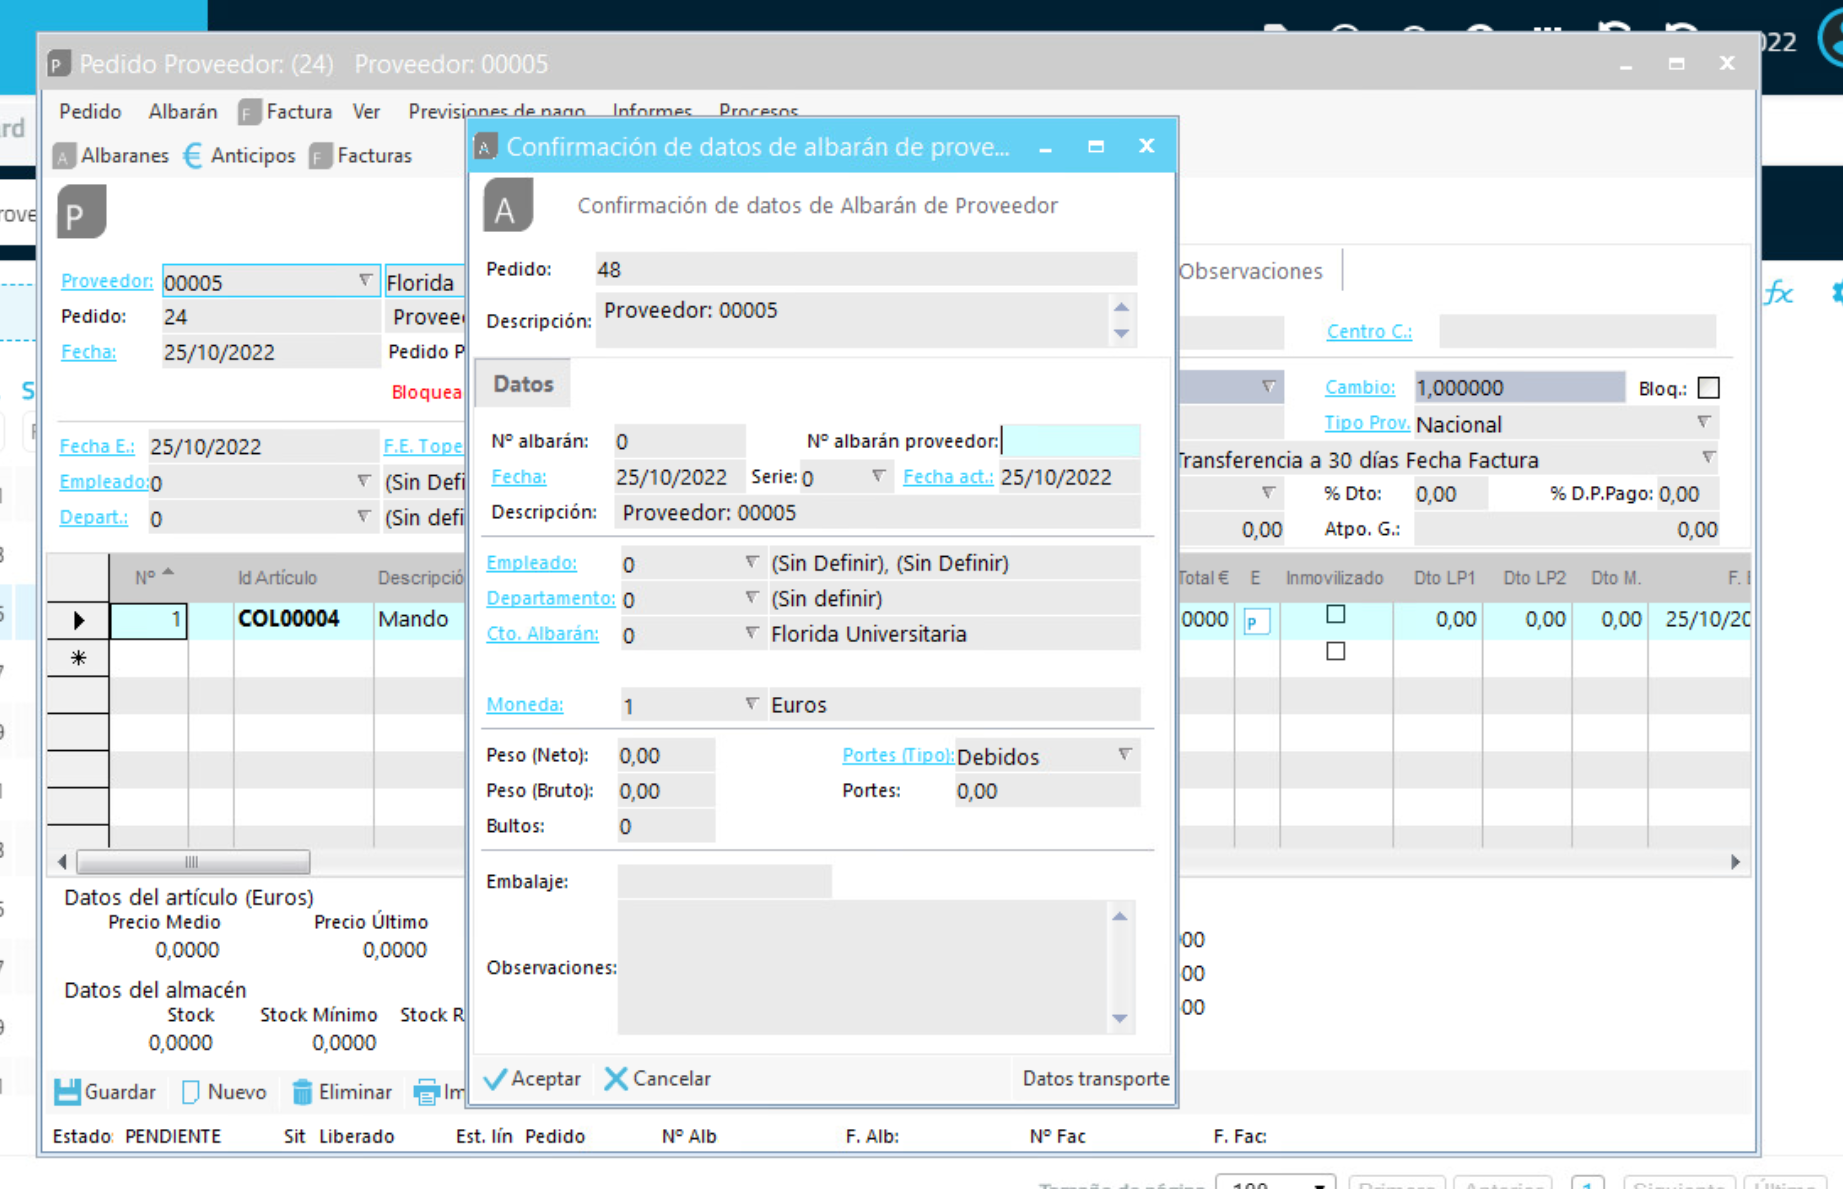 022
Pedido Proveedor: (24) Proveedor: 00005
Pedido Albarán Factura Ver Previsiones de pago Informes Procesos
Albaranes Anticipos Facturas
Confirmación de datos de albarán de prove...
Confirmación de datos de Albarán de Proveedor
Pedido: 48
Descripción: Proveedor: 00005
Datos
Nº albarán: 0 Nº albarán proveedor:
Fecha: 25/10/2022 Serie: 0 Fecha act.: 25/10/2022
Descripción: Proveedor: 00005
Empleado: 0 (Sin Definir), (Sin Definir)
Departamento: 0 (Sin definir)
Cto. Albarán: 0 Florida Universitaria
Moneda: 1 Euros
Peso (Neto): 0,00 Portes (Tipo): Debidos
Peso (Bruto): 0,00 Portes: 0,00
Bultos: 0
Embalaje:
Observaciones:
Aceptar Cancelar Datos transporte
Proveedor: 00005 Florida
Pedido: 24 Provee
Fecha: 25/10/2022 Pedido P
Bloquea
Fecha E.: 25/10/2022 F.E. Tope
Empleado: 0 (Sin Defi
Depart.: 0 (Sin defi
Observaciones
Centro C.:
Cambio: 1,000000 Bloq.:
Tipo Prov. Nacional
Transferencia a 30 días Fecha Factura
% Dto: 0,00 % D.P.Pago: 0,00
0,00 Atpo. G.: 0,00
Nº Id Artículo Descripció Total € E Inmovilizado Dto LP1 Dto LP2 Dto M. F.
1 COL00004 Mando 0000 P 0,00 0,00 0,00 25/10/20
Datos del artículo (Euros)
Precio Medio Precio Último
0,0000 0,0000
Datos del almacén
Stock Stock Mínimo Stock R
0,0000 0,0000
00
00
00
Guardar Nuevo Eliminar Im
Estado: PENDIENTE Sit Liberado Est. lín Pedido Nº Alb F. Alb: Nº Fac F. Fac:
Tamaño de página 100 Primero Anterior 1 Siguiente Último